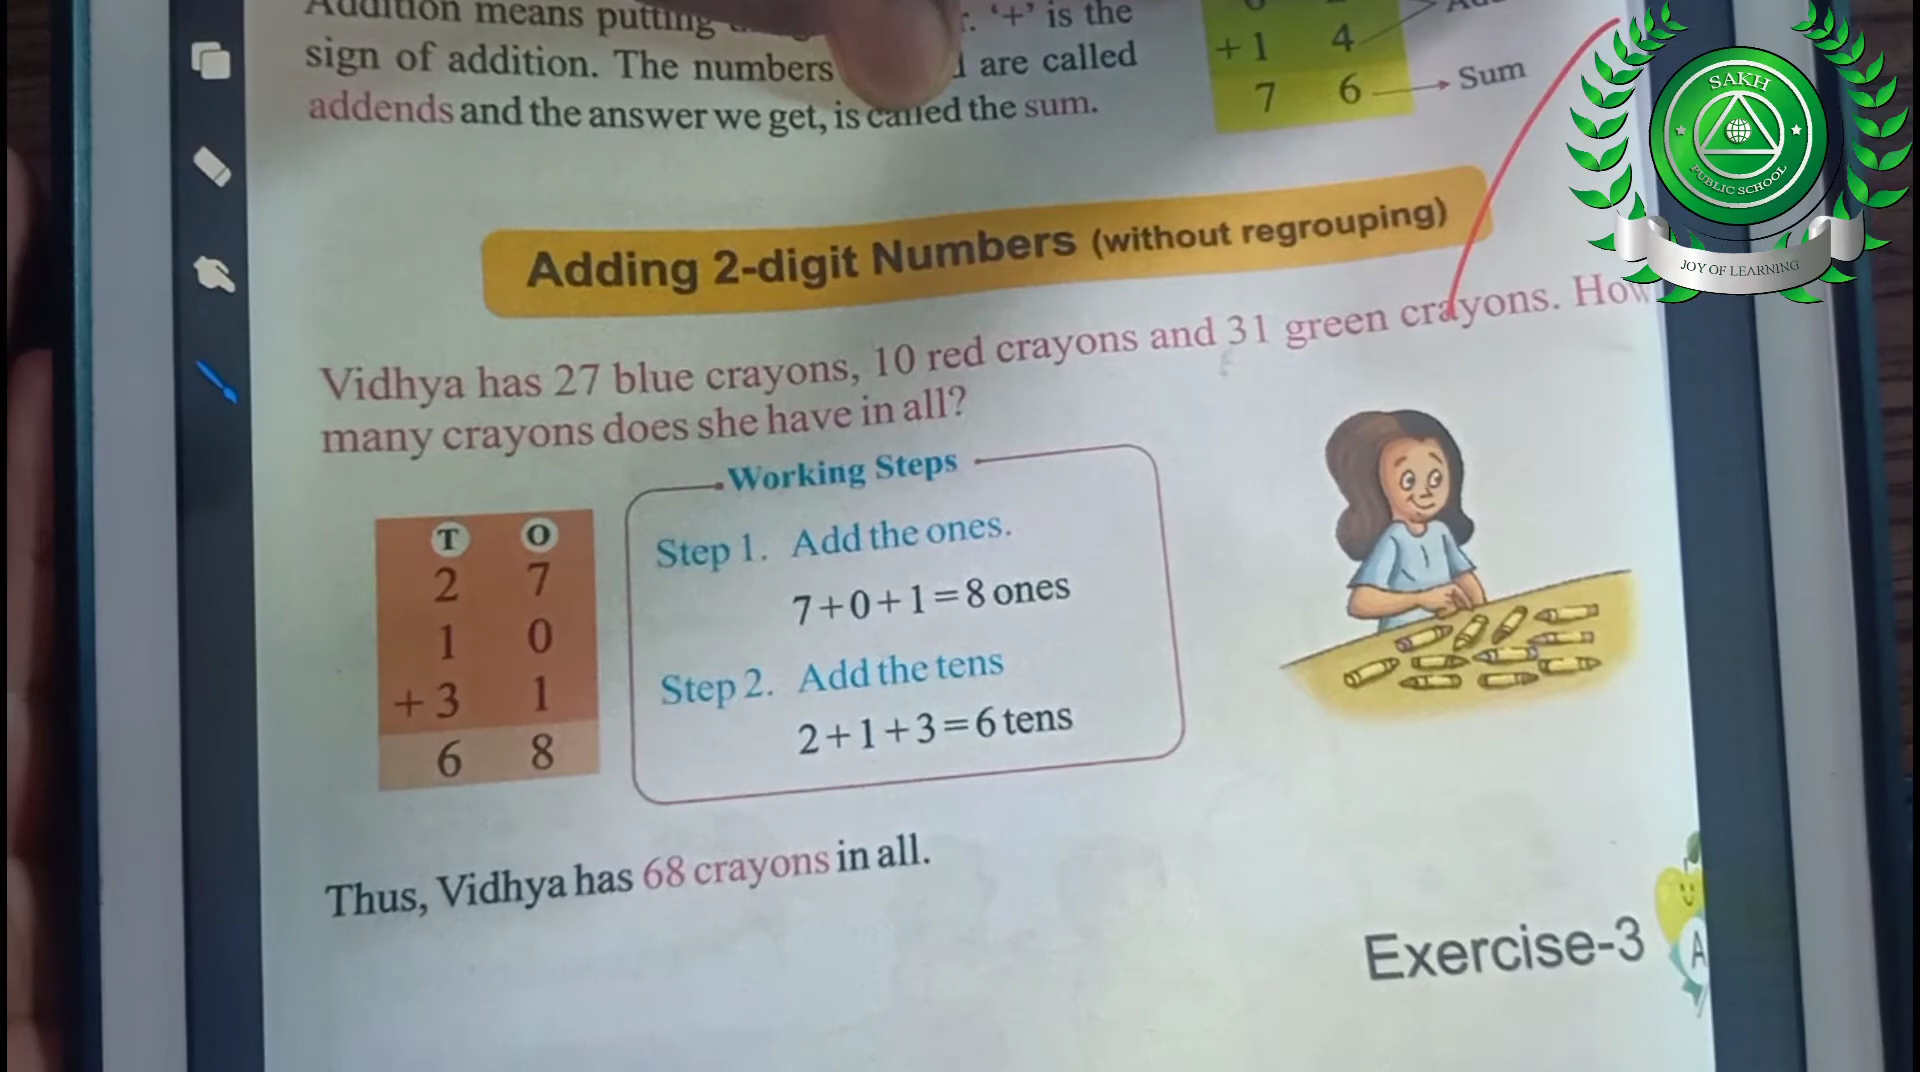 Addition means putting . '+' is the
sign of addition. The numbers are called
addends and the answer we get, is called the sum.
+1 4
7 6 Sum
SAKH
PUBLIC SCHOOL
JOY OF LEARNING
Adding 2-digit Numbers (without regrouping)
Vidhya has 27 blue crayons, 10 red crayons and 31 green crayons. How
many crayons does she have in all?
T O
2 7
1 0
+3 1
6 8
Working Steps
Step 1. Add the ones.
7+0+1=8 ones
Step 2. Add the tens
2+1+3=6 tens
Thus, Vidhya has 68 crayons in all.
Exercise-3
A